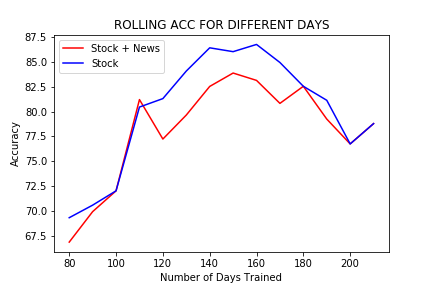 ROLLING ACC FOR DIFFERENT DAYS
87.5
85.0
82.5
80.0
77.5
75.0
72.5
70.0
67.5
Accuracy
Stock + News
Stock
80 100 120 140 160 180 200
Number of Days Trained